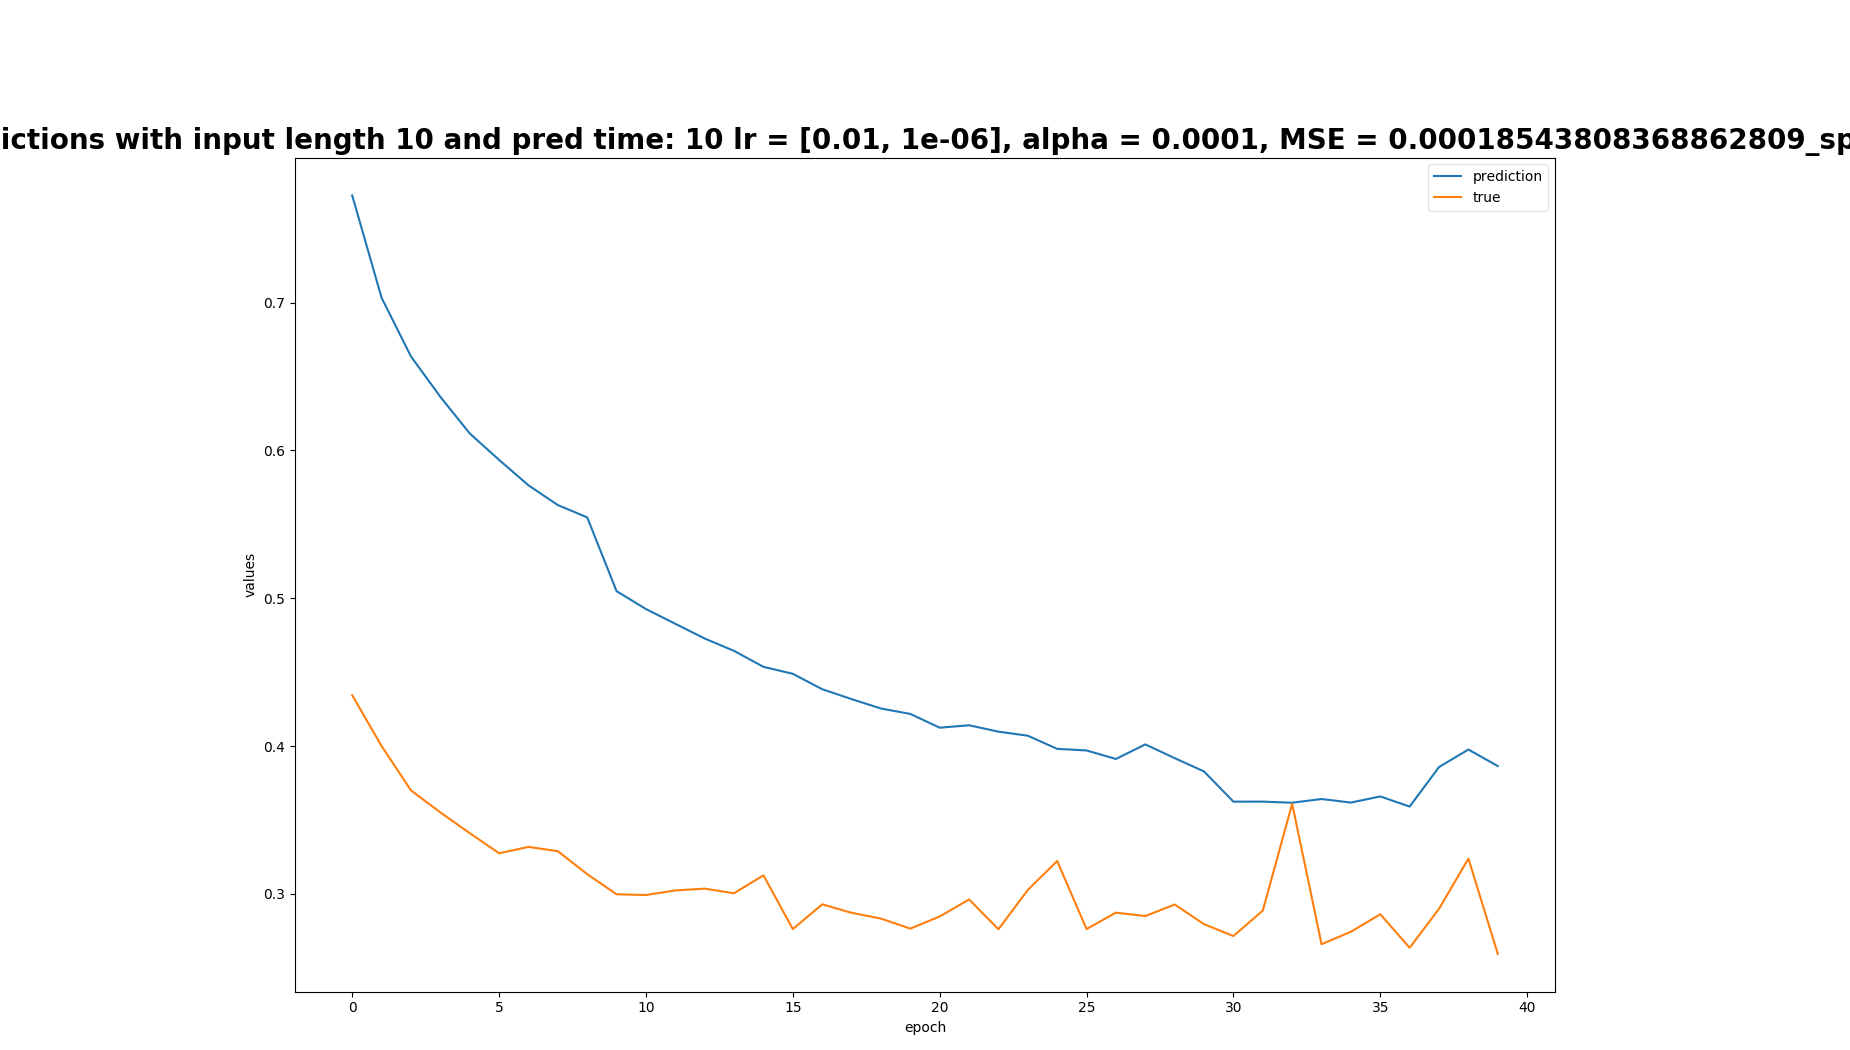 ictions with input length 10 and pred time: 10 lr = [0.01, 1e-06], alpha = 0.0001, MSE = 0.00018543808368862809_sp
prediction
true
0.7
0.6
0.5
0.4
0.3
values
0 5 10 15 20 25 30 35 40
epoch